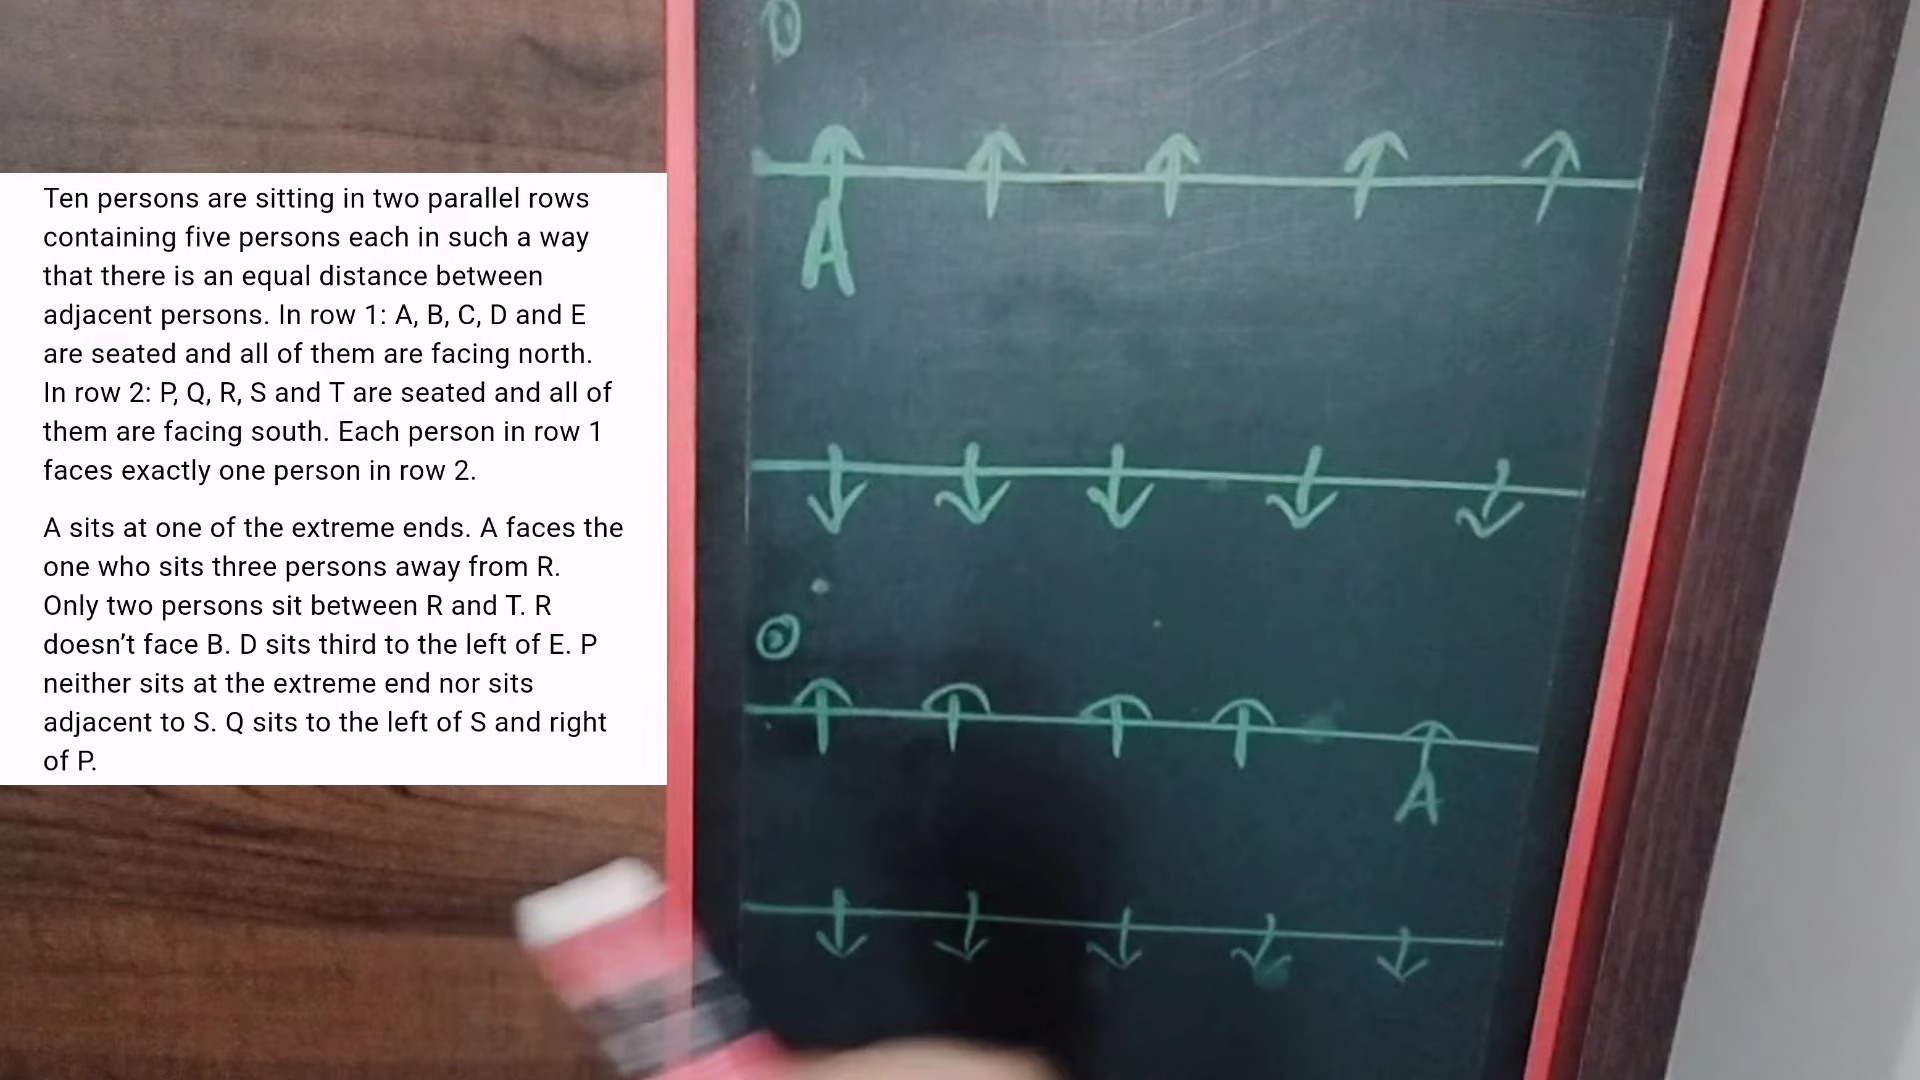 Ten persons are sitting in two parallel rows
containing five persons each in such a way
that there is an equal distance between
adjacent persons. In row 1: A, B, C, D and E
are seated and all of them are facing north.
In row 2: P, Q, R, S and T are seated and all of
them are facing south. Each person in row 1
faces exactly one person in row 2.
A sits at one of the extreme ends. A faces the
one who sits three persons away from R.
Only two persons sit between R and T. R
doesn’t face B. D sits third to the left of E. P
neither sits at the extreme end nor sits
adjacent to S. Q sits to the left of S and right
of P.
A
A